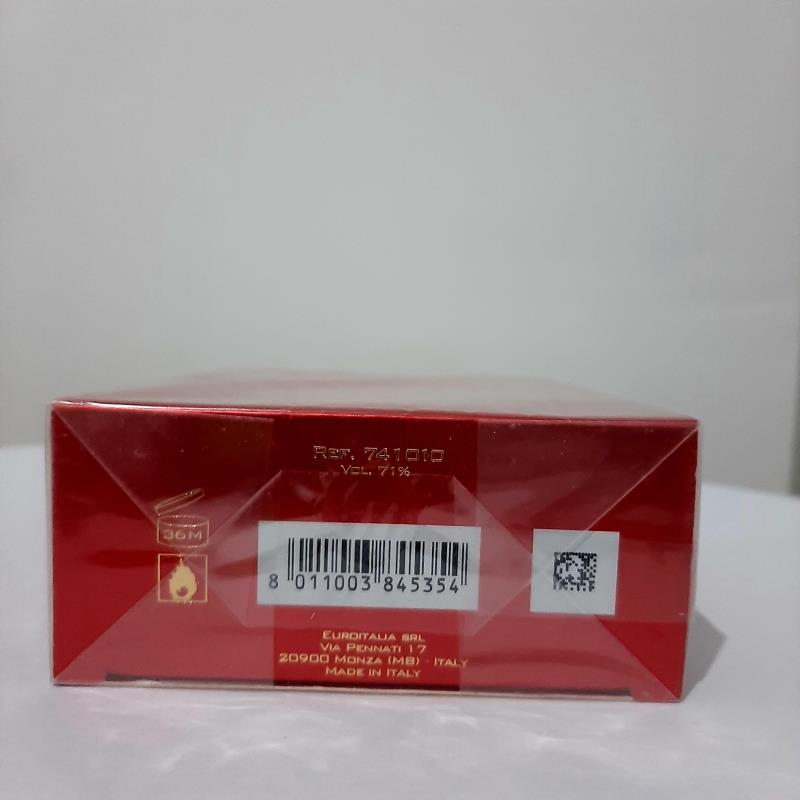 Ref. 741010
Vol. 71%
36M
8 011003 845354
Euroitalia srl
Via Pennati 17
20900 Monza (MB) - Italy
Made in Italy